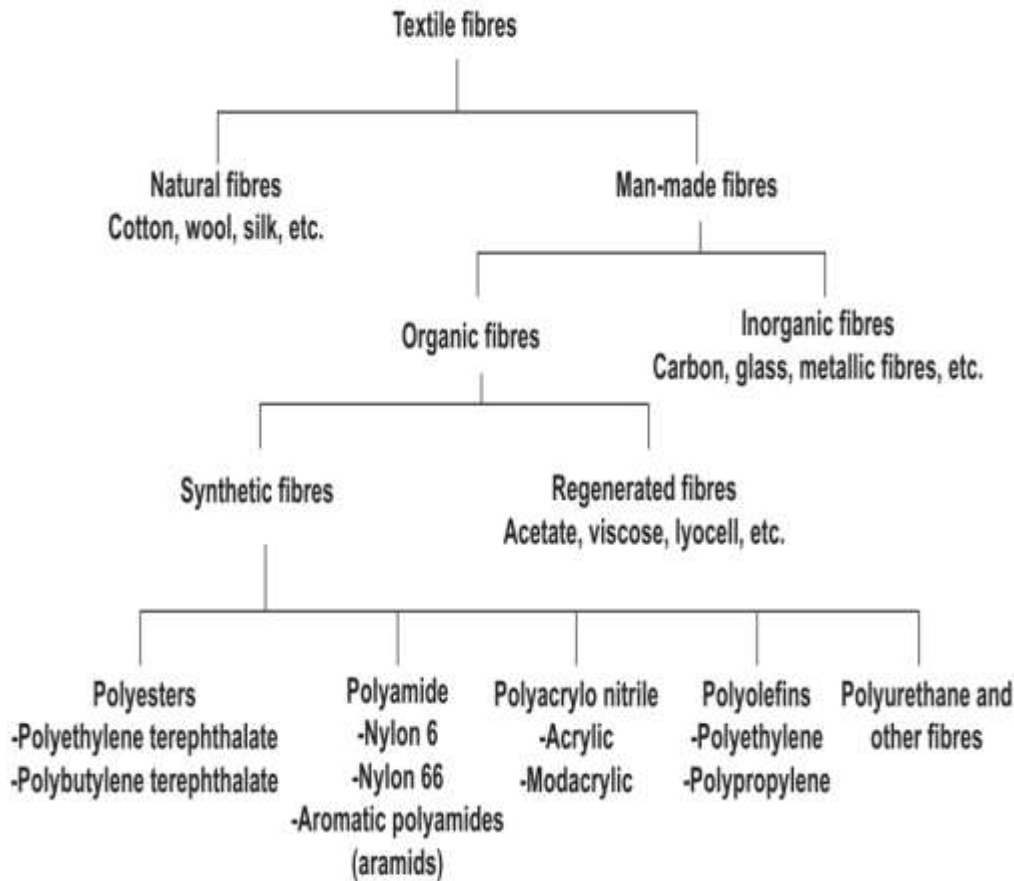 Textile fibres
Natural fibres
Cotton, wool, silk, etc.
Man-made fibres
Organic fibres
Inorganic fibres
Carbon, glass, metallic fibres, etc.
Synthetic fibres
Regenerated fibres
Acetate, viscose, lyocell, etc.
Polyesters
-Polyethylene terephthalate
-Polybutylene terephthalate
Polyamide
-Nylon 6
-Nylon 66
-Aromatic polyamides
(aramids)
Polyacrylo nitrile
-Acrylic
-Modacrylic
Polyolefins
-Polyethylene
-Polypropylene
Polyurethane and
other fibres